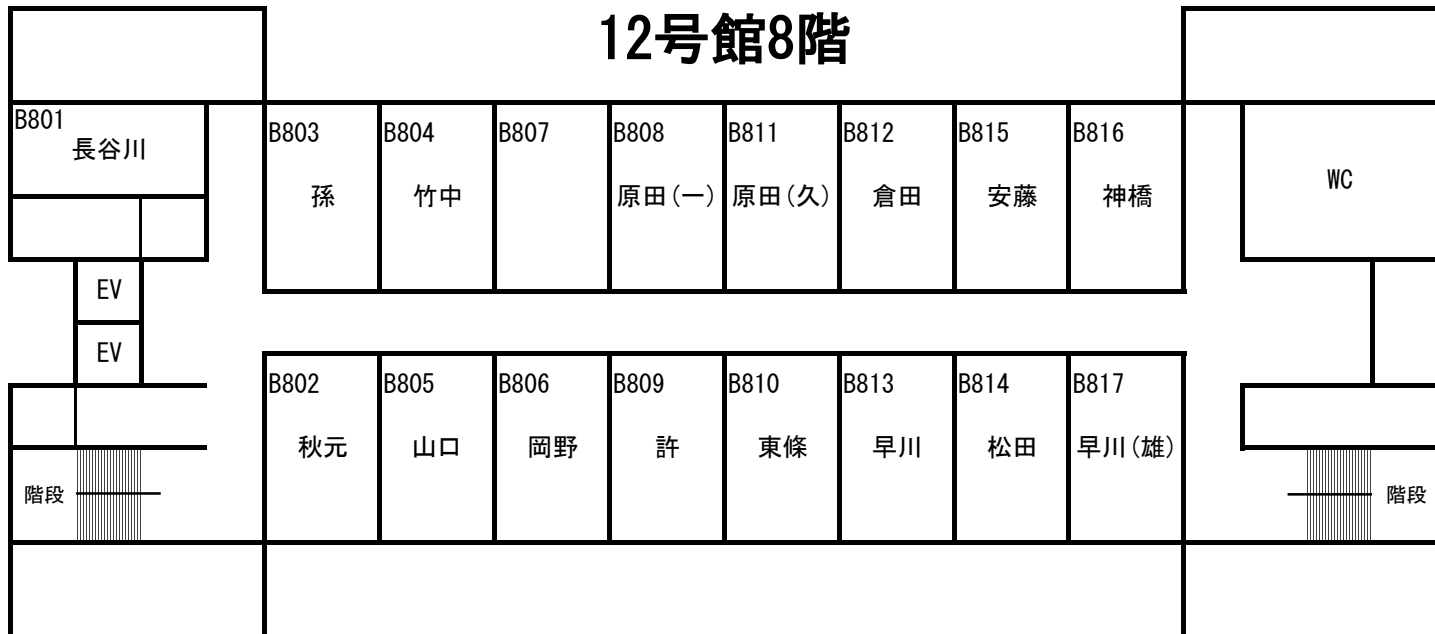 12号館8階
B801
長谷川
B803
B804
B807
B808
B811
B812
B815
B816
孫
竹中
原田(一)
原田(久)
倉田
安藤
神橋
WC
EV
EV
B802
B805
B806
B809
B810
B813
B814
B817
秋元
山口
岡野
許
東條
早川
松田
早川(雄)
階段
階段